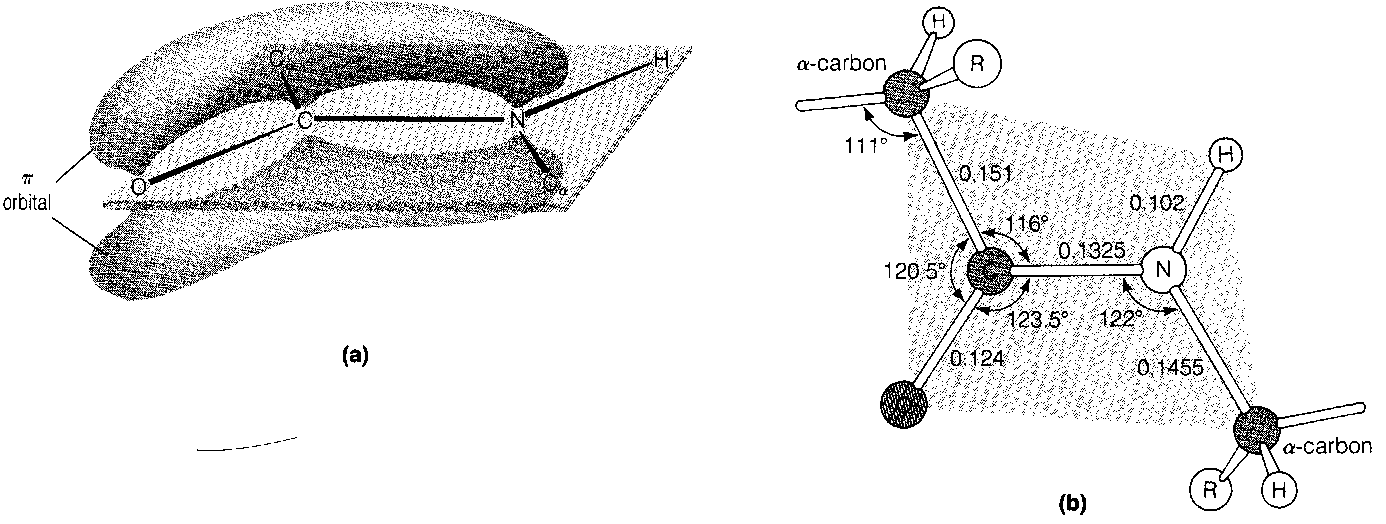 C
H
C
N
O
Cα
π
orbital
(a)
H
R
α-carbon
111°
0.151
H
0.102
116°
0.1325
120.5°
N
123.5°
122°
0.124
0.1455
α-carbon
R
H
(b)